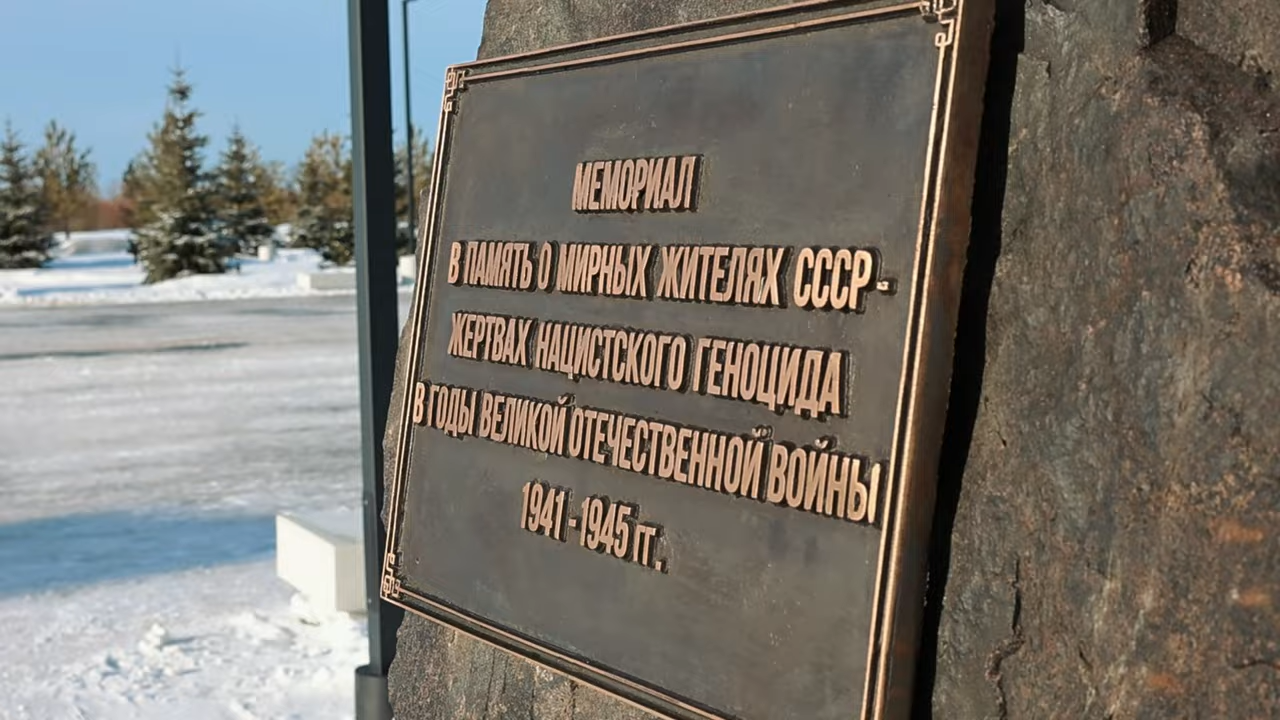 МЕМОРИАЛ
В ПАМЯТЬ О МИРНЫХ ЖИТЕЛЯХ СССР-
ЖЕРТВАХ НАЦИСТСКОГО ГЕНОЦИДА
В ГОДЫ ВЕЛИКОЙ ОТЕЧЕСТВЕННОЙ ВОЙНЫ
1941-1945 гг.